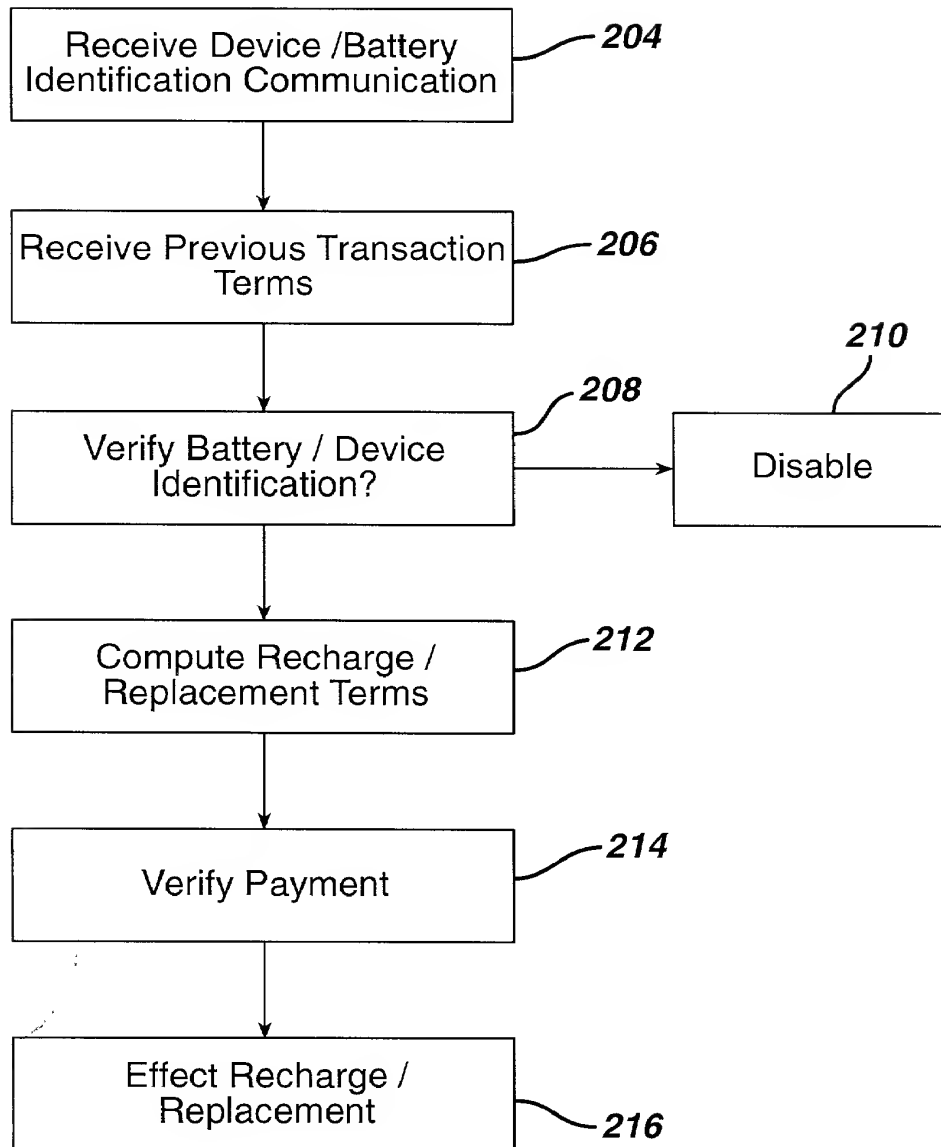 Receive Device /Battery
Identification Communication
204
Receive Previous Transaction
Terms
206
Verify Battery / Device
Identification?
208
Disable
210
Compute Recharge /
Replacement Terms
212
Verify Payment
214
Effect Recharge /
Replacement
216